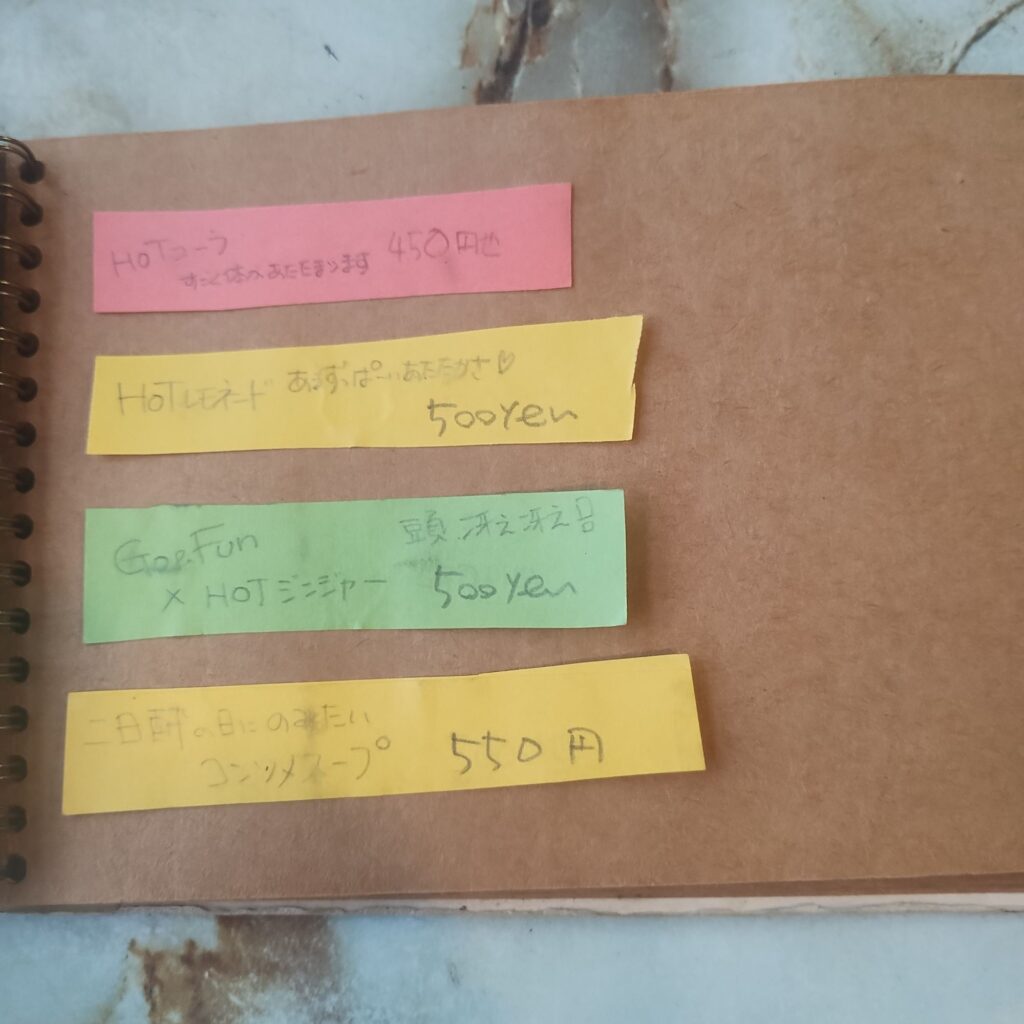 HOTコーラ 450円也
すっごく体があたたまります
HOTレモネード あまずっぱ〜いあたたかさ♡
500yen
頭冴え冴え
× HOTジンジャー 500yen
二日酔の日にのみたい
コンソメスープ 550円